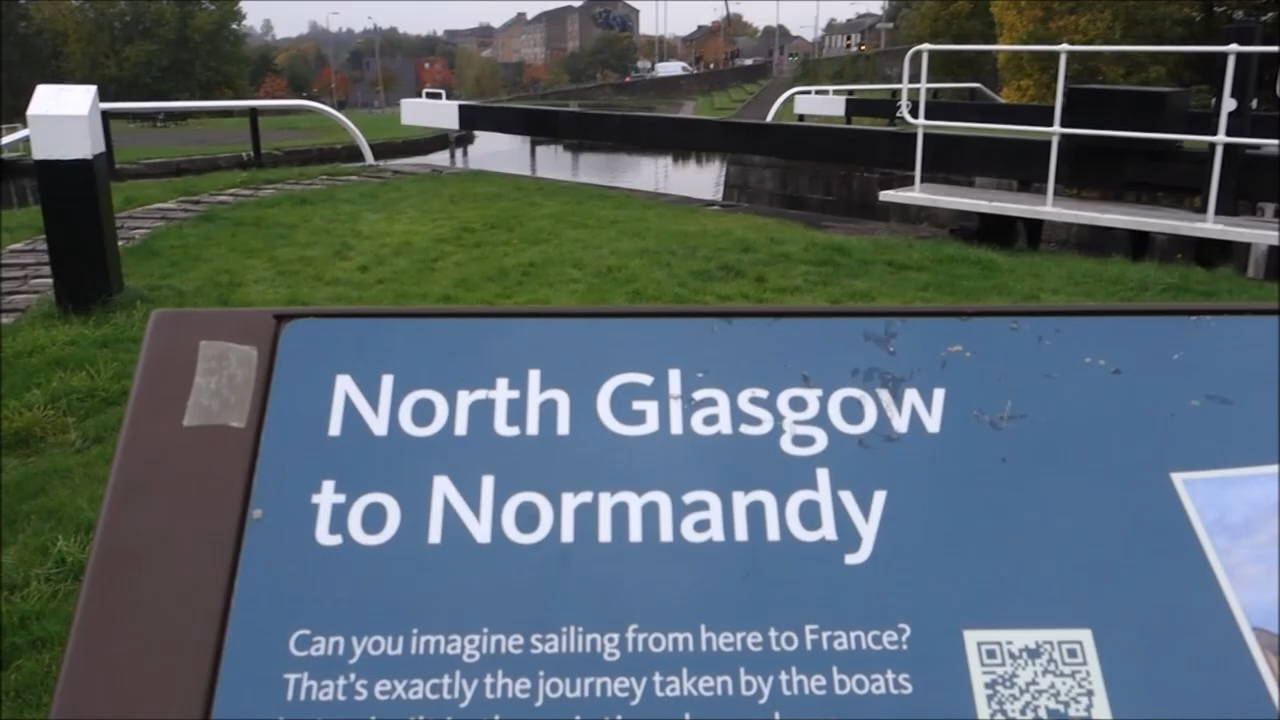 North Glasgow
to Normandy
Can you imagine sailing from here to France?
That's exactly the journey taken by the boats